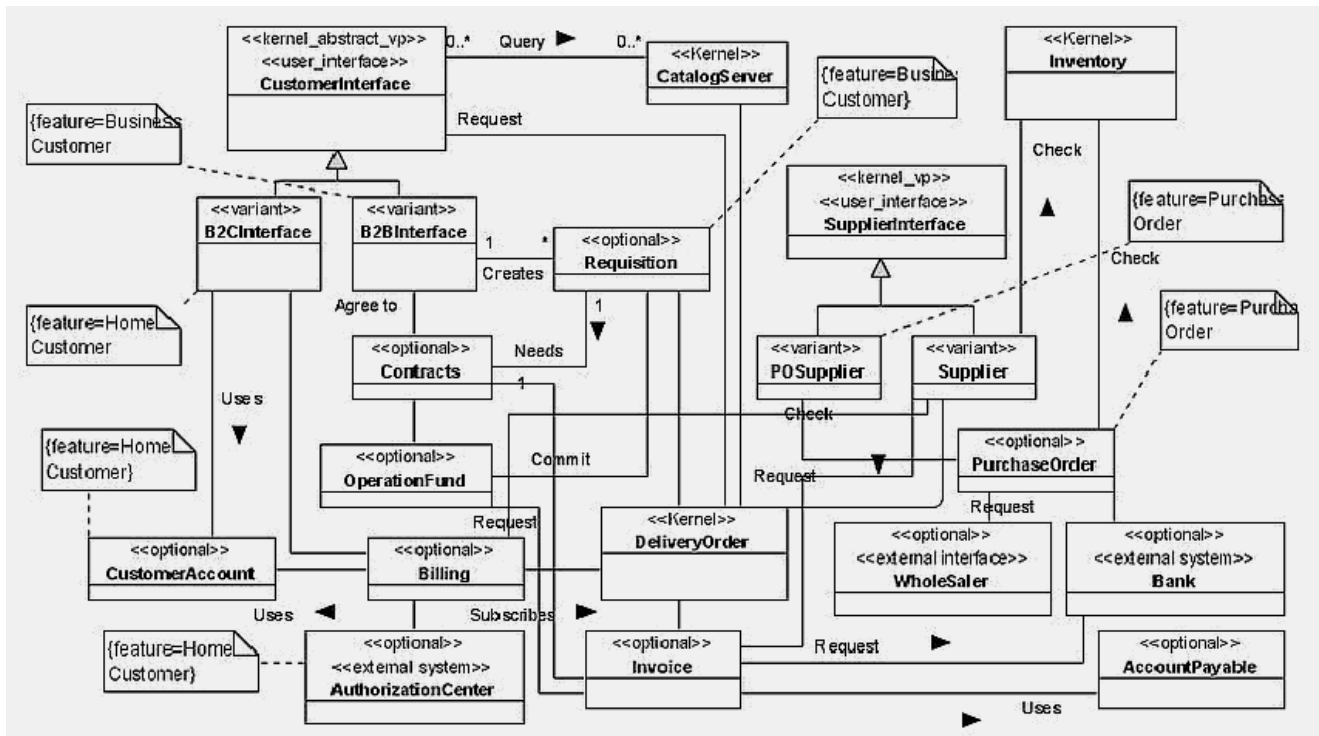 <<kernel_abstract_vp>>
<<user_interface>>
CustomerInterface
0..*
Query
0..*
<<Kernel>>
CatalogServer
<<Kernel>>
Inventory
{feature=Busines
Customer}
{feature=Business
Customer
Request
Check
<<kernel_vp>>
<<user_interface>>
SupplierInterface
{feature=Purchase
Order
<<variant>>
B2CInterface
<<variant>>
B2BInterface
1
*
Creates
<<optional>>
Requisition
Check
{feature=Home
Customer
Agree to
1
{feature=Purcha
Order
<<optional>>
Contracts
Needs
1
<<variant>>
POSupplier
<<variant>>
Supplier
Uses
Check
{feature=Home
Customer}
<<optional>>
OperationFund
Commit
Request
<<optional>>
PurchaseOrder
Request
Request
<<Kernel>>
DeliveryOrder
<<optional>>
CustomerAccount
<<optional>>
Billing
<<optional>>
<<external interface>>
WholeSaler
<<optional>>
<<external system>>
Bank
Uses
Subscribes
{feature=Home
Customer}
<<optional>>
<<external system>>
AuthorizationCenter
<<optional>>
Invoice
Request
<<optional>>
AccountPayable
Uses